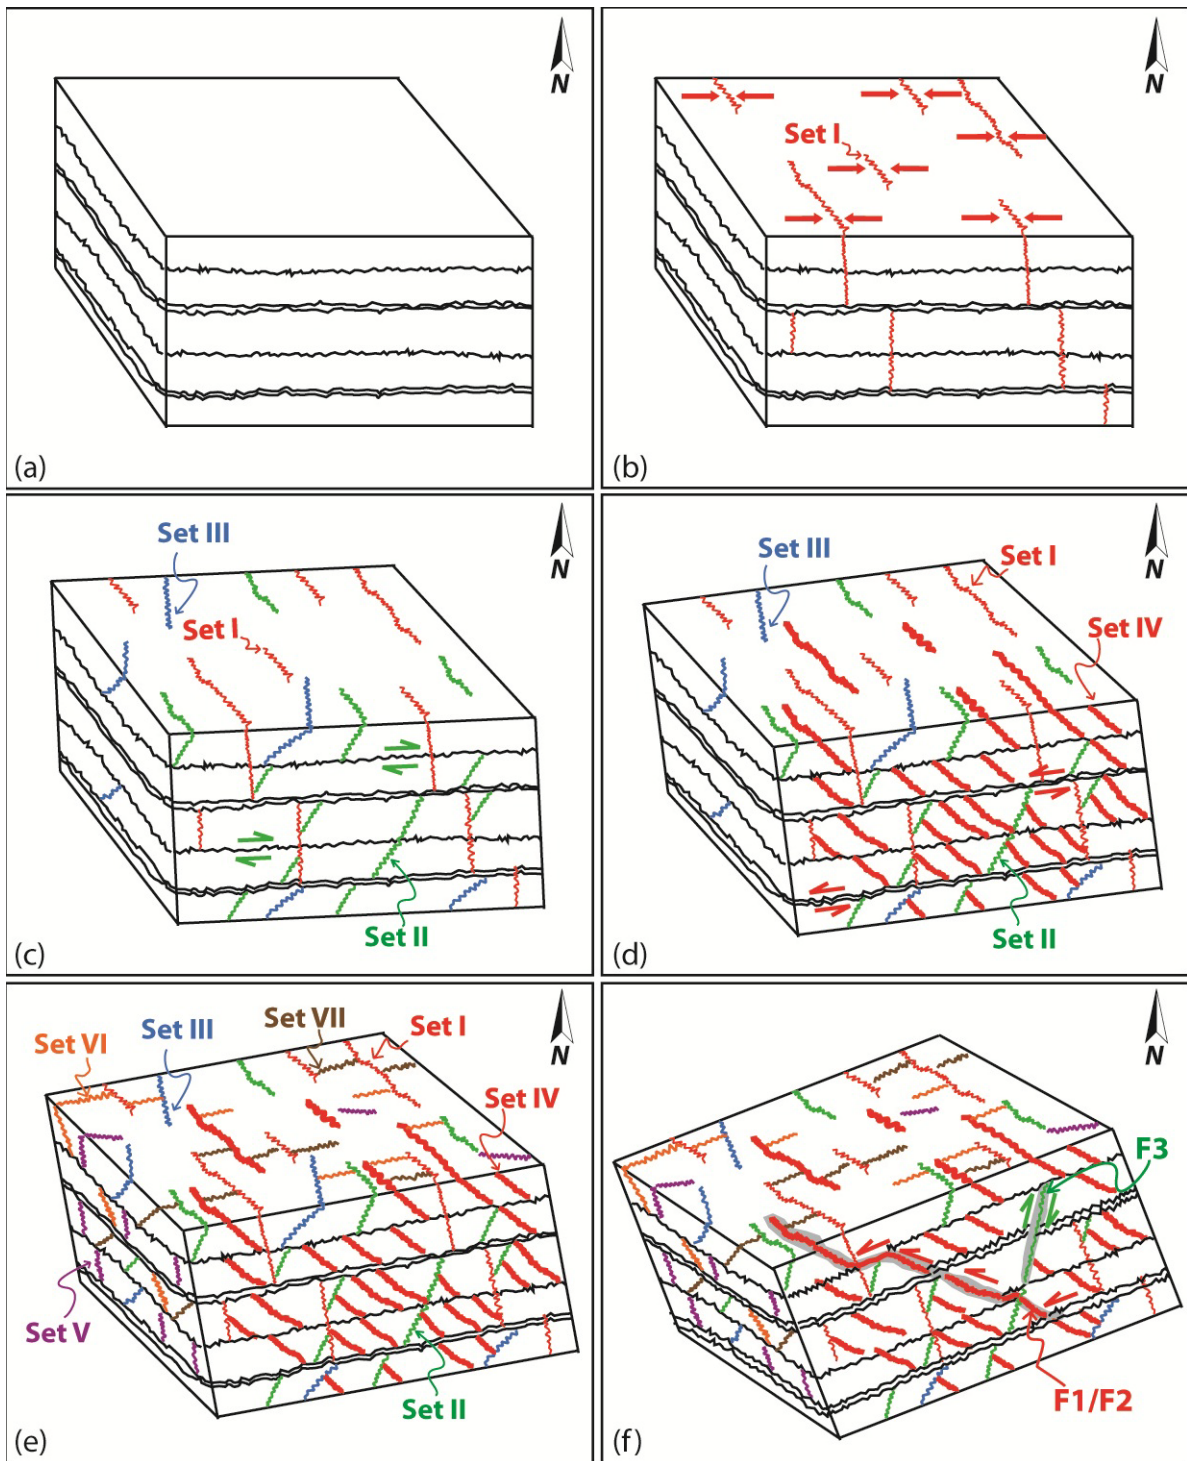 N
N
Set I
(a)
(b)
Set III
N
Set I
Set II
(c)
Set III
N
Set I
Set IV
Set II
(d)
Set VII
Set III
Set I
N
Set VI
Set IV
Set V
Set II
(e)
N
F3
F1/F2
(f)